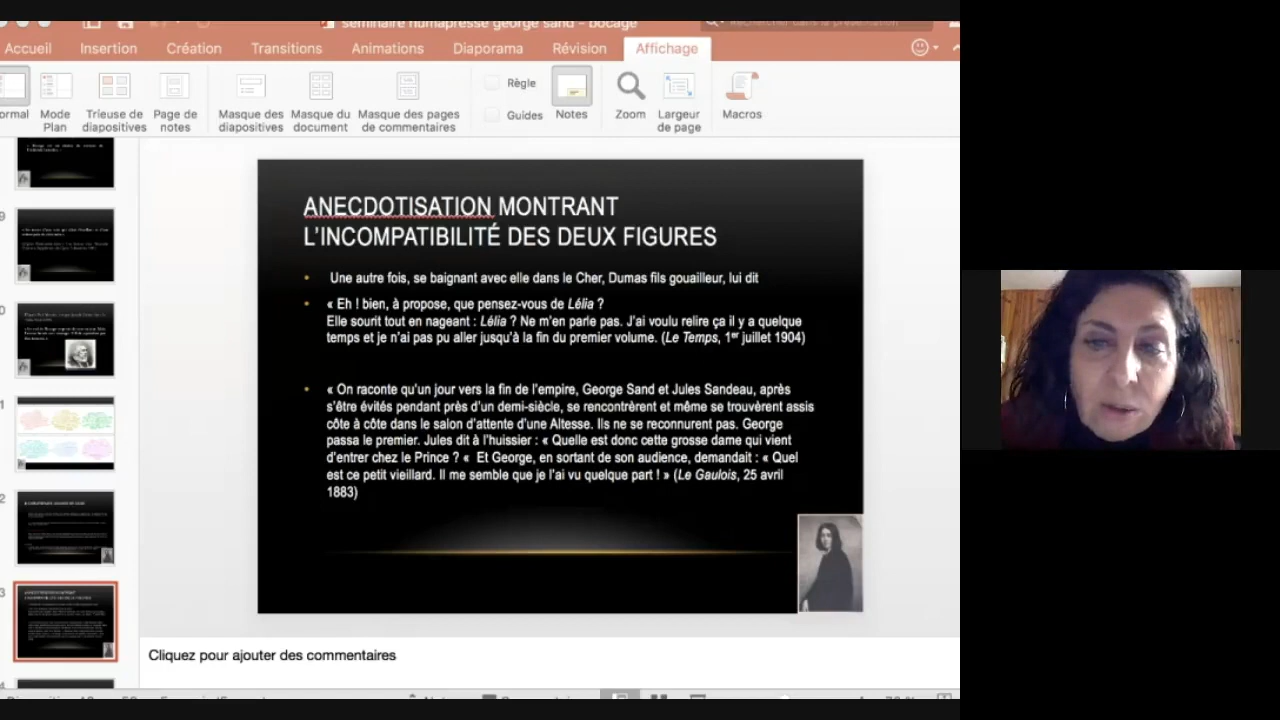 séminaire numapresse george sand - bocage
Rechercher dans la présentation
Accueil
Insertion
Création
Transitions
Animations
Diaporama
Révision
Affichage
Mode
Plan
Trieuse de
diapositives
Page de
notes
Masque des
diapositives
Masque du
document
Masque des pages
de commentaires
Règle
Guides
Notes
Zoom
Largeur
de page
Macros
ANECDOTISATION MONTRANT
L'INCOMPATIBILITÉ DES DEUX FIGURES
• Une autre fois, se baignant avec elle dans le Cher, Dumas fils gouailleur, lui dit
• « Eh ! bien, à propose, que pensez-vous de Lélia ?
Elle sourit tout en nageant : Lélia ? Ne m'en parle pas. J'ai voulu relire ça il y a quelque
temps et je n'ai pas pu aller jusqu'à la fin du premier volume. (Le Temps, 1er juillet 1904)
• « On raconte qu'un jour vers la fin de l'empire, George Sand et Jules Sandeau, après
s'être évités pendant près d'un demi-siècle, se rencontrèrent et même se trouvèrent assis
côte à côte dans le salon d'attente d'une Altesse. Ils ne se reconnurent pas. George
passa le premier. Jules dit à l'huissier : « Quelle est donc cette grosse dame qui vient
d'entrer chez le Prince ? « Et George, en sortant de son audience, demandait : « Quel
est ce petit vieillard. Il me semble que je l'ai vu quelque part ! » (Le Gaulois, 25 avril
1883)
Cliquez pour ajouter des commentaires